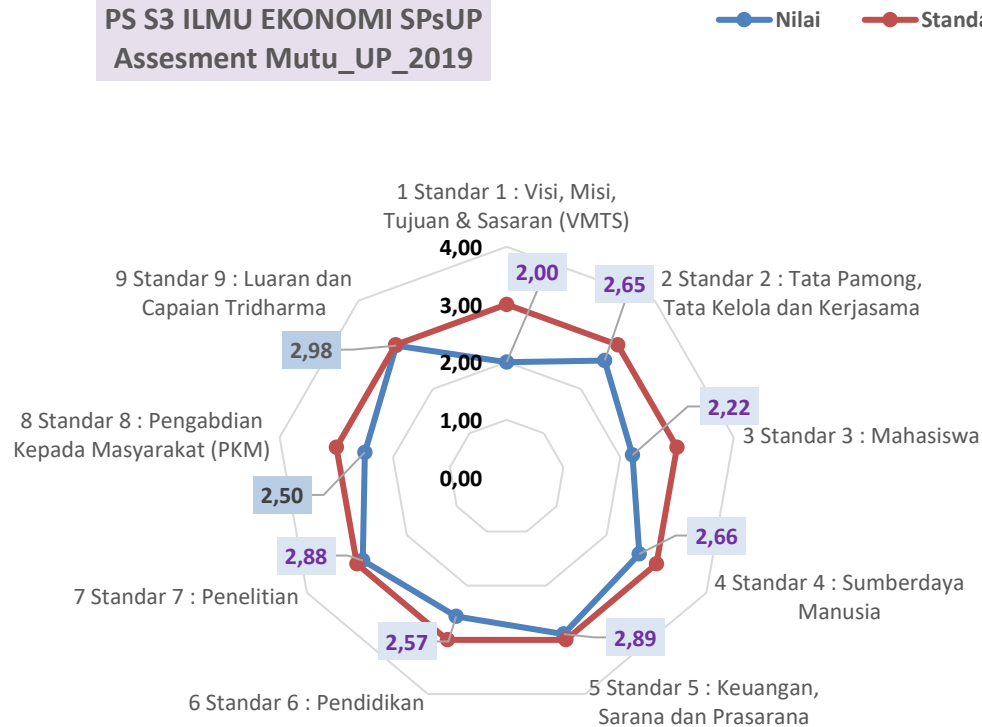 PS S3 ILMU EKONOMI SPsUP
Assesment Mutu_UP_2019
Nilai
Standa
1 Standar 1 : Visi, Misi,
Tujuan & Sasaran (VMTS)
4,00
3,00
2,00
1,00
0,00
2,00
2,65
2 Standar 2 : Tata Pamong,
Tata Kelola dan Kerjasama
2,22
3 Standar 3 : Mahasiswa
2,66
4 Standar 4 : Sumberdaya
Manusia
2,89
5 Standar 5 : Keuangan,
Sarana dan Prasarana
2,57
6 Standar 6 : Pendidikan
2,88
7 Standar 7 : Penelitian
8 Standar 8 : Pengabdian
Kepada Masyarakat (PKM)
2,50
9 Standar 9 : Luaran dan
Capaian Tridharma
2,98